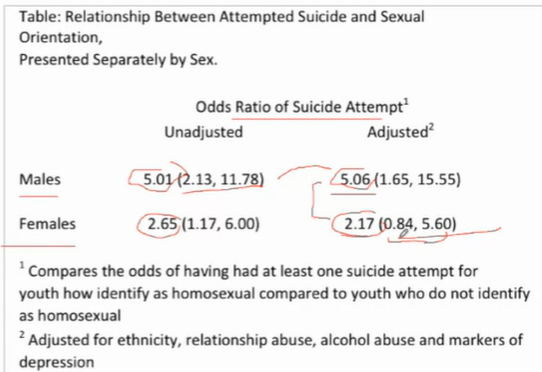 Table: Relationship Between Attempted Suicide and Sexual
Orientation,
Presented Separately by Sex.
Odds Ratio of Suicide Attempt¹
Unadjusted Adjusted²
Males 5.01 (2.13, 11.78) 5.06 (1.65, 15.55)
Females 2.65 (1.17, 6.00) 2.17 (0.84, 5.60)
¹ Compares the odds of having had at least one suicide attempt for
youth how identify as homosexual compared to youth who do not identify
as homosexual
² Adjusted for ethnicity, relationship abuse, alcohol abuse and markers of
depression